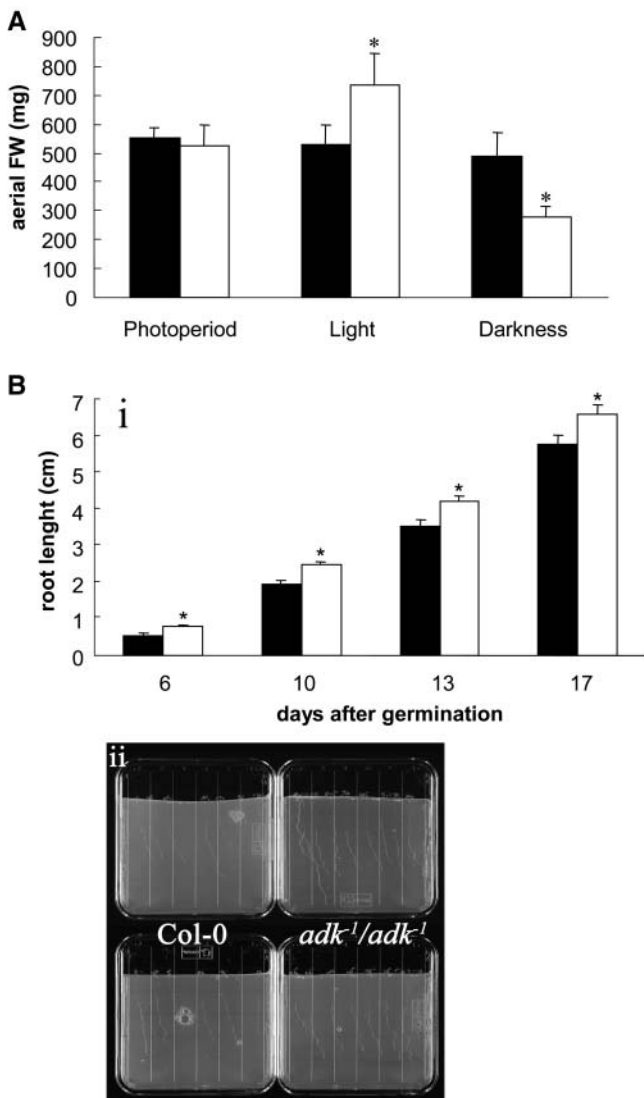 A
aerial FW (mg)
900
800
700
600
500
400
300
200
100
0
*
*
Photoperiod Light Darkness
B
i
root lenght (cm)
7
6
5
4
3
2
1
0
*
*
*
*
6 10 13 17
days after germination
ii
Col-0 adk-1/adk-1